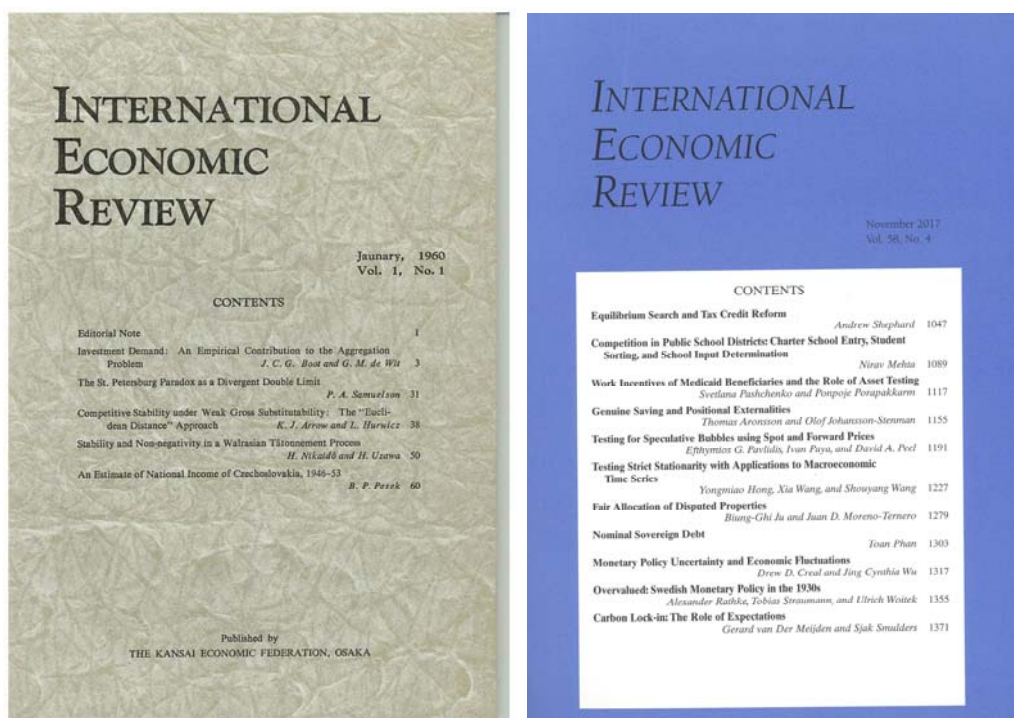 INTERNATIONAL
ECONOMIC
REVIEW
Jaunary, 1960
Vol. 1, No. 1
CONTENTS
Editorial Note 1
Investment Demand: An Empirical Contribution to the Aggregation
Problem J. C. G. Boot and G. M. de Wit 3
The St. Petersburg Paradox as a Divergent Double Limit
P. A. Samuelson 31
Competitive Stability under Weak Gross Substitutability: The "Eucli-
dean Distance" Approach K. J. Arrow and L. Hurwicz 38
Stability and Non-negativity in a Walrasian Tâtonnement Process
H. Nikaidô and H. Uzawa 50
An Estimate of National Income of Czechoslovakia, 1946–53
B. P. Pesek 60
Published by
THE KANSAI ECONOMIC FEDERATION, OSAKA
INTERNATIONAL
ECONOMIC
REVIEW
November 2017
Vol. 58, No. 4
CONTENTS
Equilibrium Search and Tax Credit Reform
Andrew Shephard 1047
Competition in Public School Districts: Charter School Entry, Student
Sorting, and School Input Determination
Nirav Mehta 1089
Work Incentives of Medicaid Beneficiaries and the Role of Asset Testing
Svetlana Pashchenko and Ponpoje Porapakkarm 1117
Genuine Saving and Positional Externalities
Thomas Aronsson and Olof Johansson-Stenman 1155
Testing for Speculative Bubbles using Spot and Forward Prices
Efthymios G. Pavlidis, Ivan Paya, and David A. Peel 1191
Testing Strict Stationarity with Applications to Macroeconomic
Time Series
Yongmiao Hong, Xia Wang, and Shouyang Wang 1227
Fair Allocation of Disputed Properties
Biung-Ghi Ju and Juan D. Moreno-Ternero 1279
Nominal Sovereign Debt
Toan Phan 1303
Monetary Policy Uncertainty and Economic Fluctuations
Drew D. Creal and Jing Cynthia Wu 1317
Overvalued: Swedish Monetary Policy in the 1930s
Alexander Rathke, Tobias Straumann, and Ulrich Woitek 1355
Carbon Lock-in: The Role of Expectations
Gerard van Der Meijden and Sjak Smulders 1371